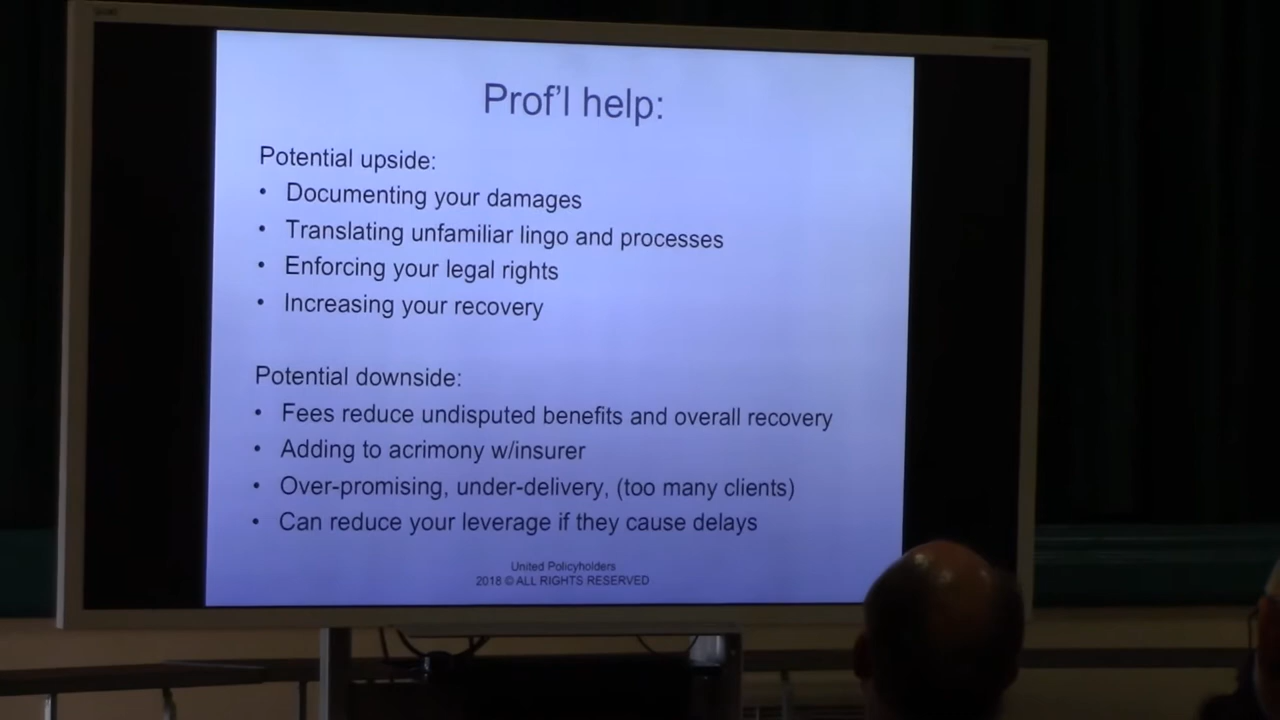 Prof'l help:
Potential upside:
• Documenting your damages
• Translating unfamiliar lingo and processes
• Enforcing your legal rights
• Increasing your recovery
Potential downside:
• Fees reduce undisputed benefits and overall recovery
• Adding to acrimony w/insurer
• Over-promising, under-delivery, (too many clients)
• Can reduce your leverage if they cause delays
United Policyholders
2018 © ALL RIGHTS RESERVED